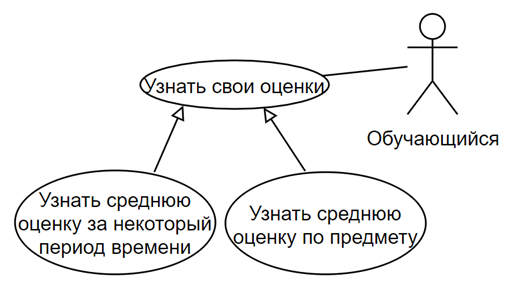 Узнать свои оценки
Обучающийся
Узнать среднюю
оценку за некоторый
период времени
Узнать среднюю
оценку по предмету